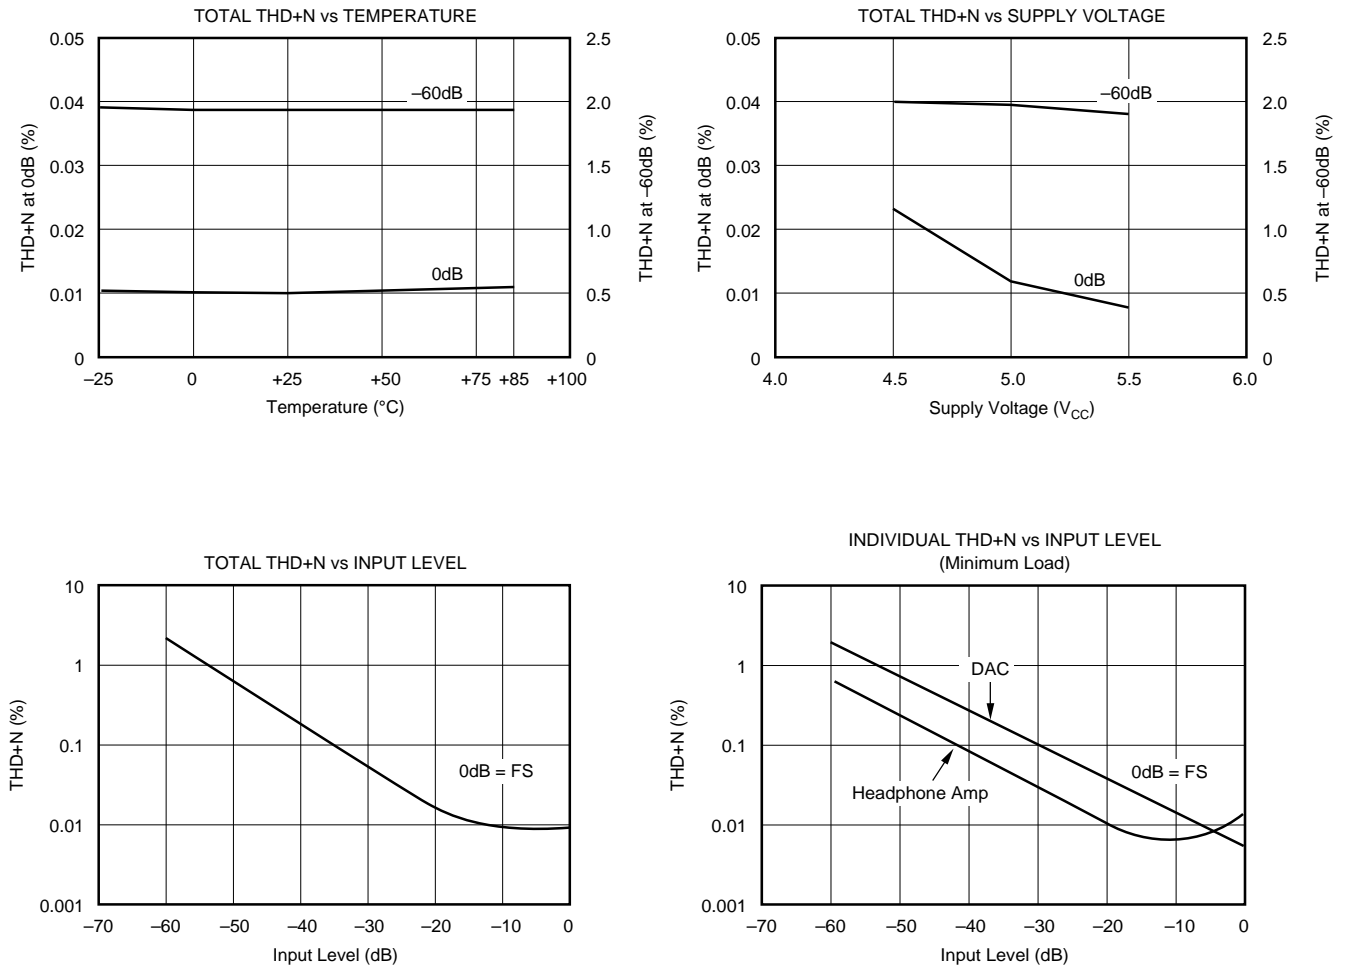 TOTAL THD+N vs TEMPERATURE
0.05
0.04
0.03
0.02
0.01
0
THD+N at 0dB (%)
2.5
2.0
1.5
1.0
0.5
0
THD+N at –60dB (%)
–60dB
0dB
–25 0 +25 +50 +75 +85 +100
Temperature (°C)
TOTAL THD+N vs SUPPLY VOLTAGE
0.05
0.04
0.03
0.02
0.01
0
THD+N at 0dB (%)
2.5
2.0
1.5
1.0
0.5
0
THD+N at –60dB (%)
–60dB
0dB
4.0 4.5 5.0 5.5 6.0
Supply Voltage (VCC)
TOTAL THD+N vs INPUT LEVEL
10
1
0.1
0.01
0.001
THD+N (%)
0dB = FS
–70 –60 –50 –40 –30 –20 –10 0
Input Level (dB)
INDIVIDUAL THD+N vs INPUT LEVEL
(Minimum Load)
10
1
0.1
0.01
0.001
THD+N (%)
DAC
0dB = FS
Headphone Amp
–70 –60 –50 –40 –30 –20 –10 0
Input Level (dB)